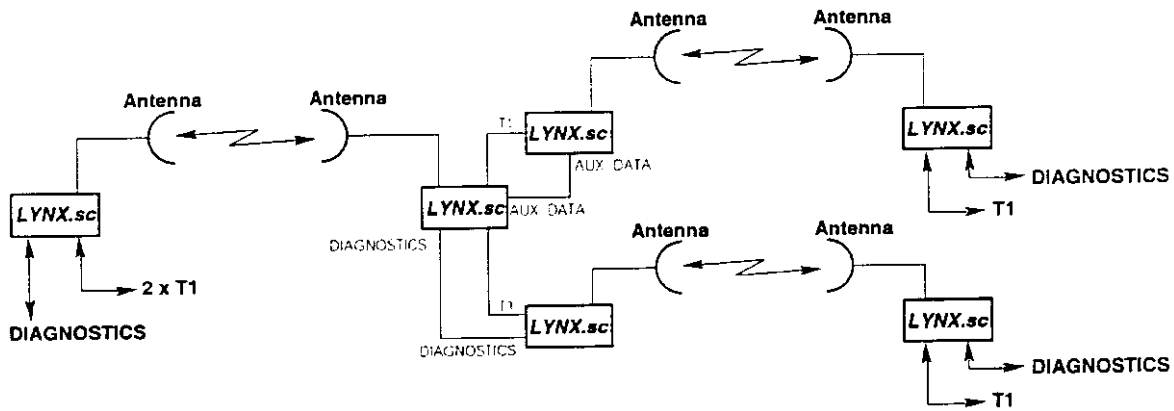 Antenna
Antenna
Antenna
Antenna
T1
LYNX.sc
LYNX.sc
AUX DATA
DIAGNOSTICS
LYNX.sc
LYNX.sc
AUX DATA
T1
DIAGNOSTICS
Antenna
Antenna
2 x T1
T1
DIAGNOSTICS
LYNX.sc
LYNX.sc
DIAGNOSTICS
DIAGNOSTICS
T1